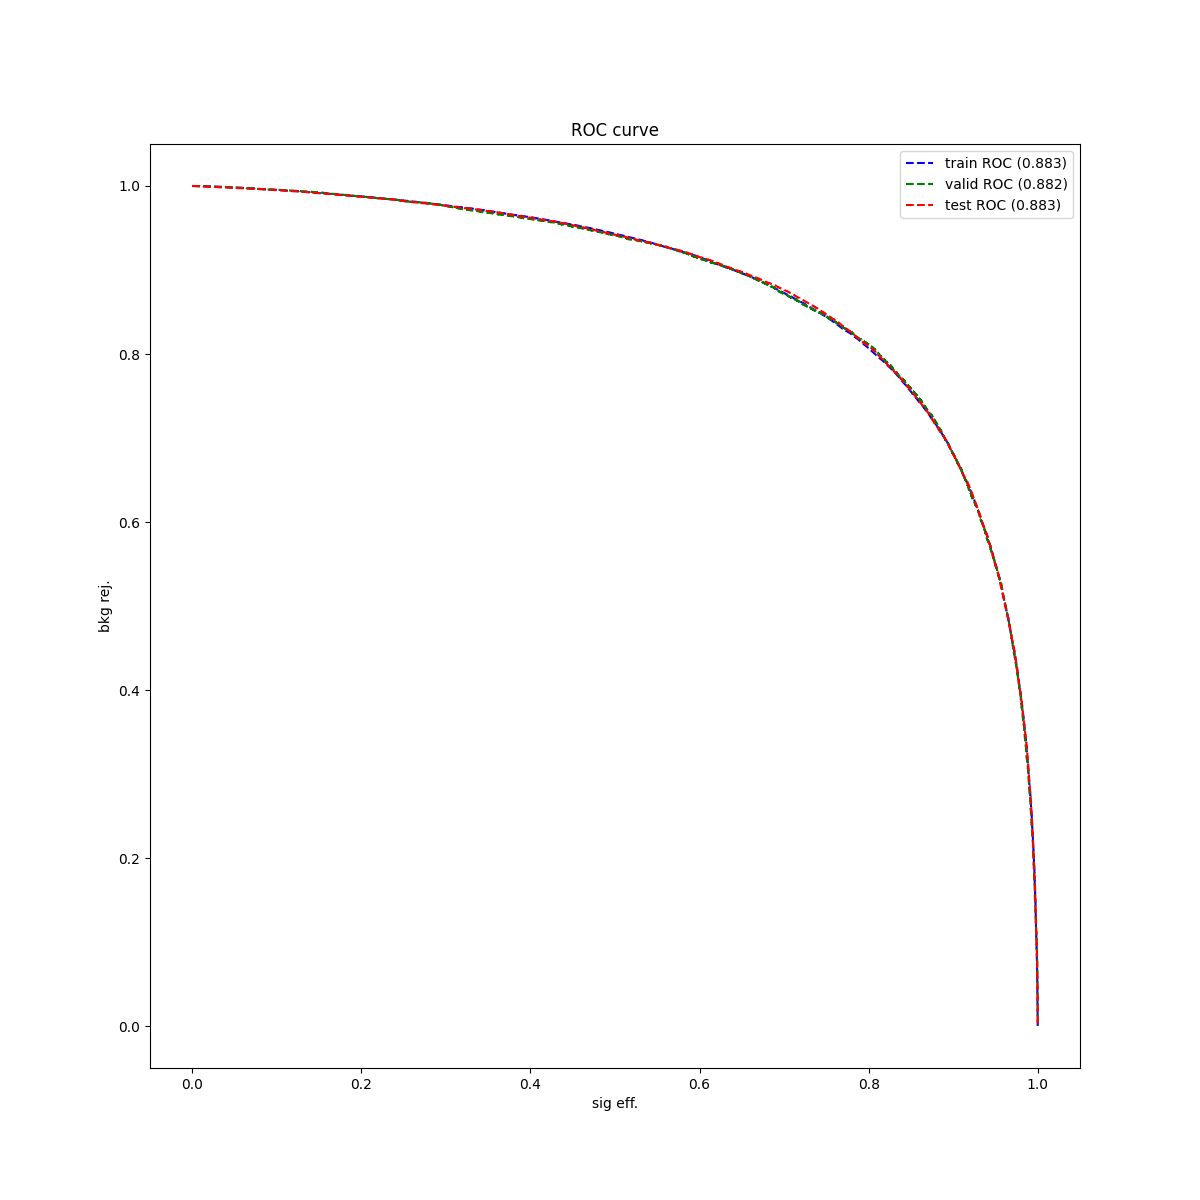 ROC curve
train ROC (0.883)
valid ROC (0.882)
test ROC (0.883)
1.0
0.8
0.6
0.4
0.2
0.0
bkg rej.
0.0 0.2 0.4 0.6 0.8 1.0
sig eff.